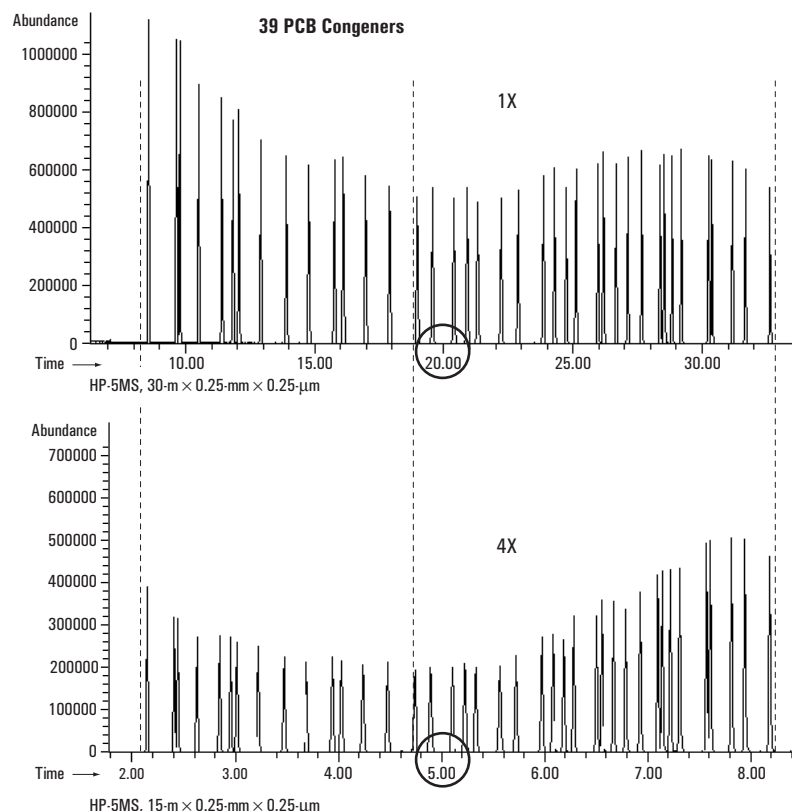 Abundance
39 PCB Congeners
1X
1000000
800000
600000
400000
200000
0
Time
10.00 15.00 20.00 25.00 30.00
HP-5MS, 30-m × 0.25-mm × 0.25-µm
Abundance
4X
700000
600000
500000
400000
300000
200000
100000
0
Time
2.00 3.00 4.00 5.00 6.00 7.00 8.00
HP-5MS, 15-m × 0.25-mm × 0.25-µm